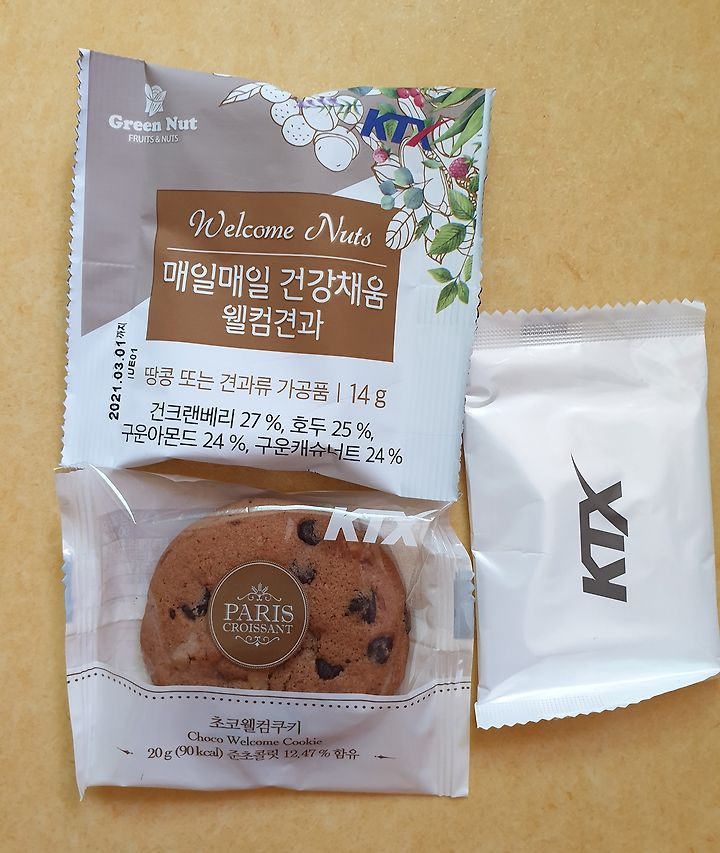 Green Nut
FRUITS & NUTS
KTX
Welcome Nuts
매일매일 건강채움
웰컴견과
2021.03.01까지
IUE01
땅콩 또는 견과류 가공품 | 14 g
건크랜베리 27 %, 호두 25 %,
구운아몬드 24 %, 구운캐슈너트 24 %
KTX
PARIS
CROISSANT
초코웰컴쿠키
Choco Welcome Cookie
20 g (90 kcal) 준초콜릿 12.47 % 함유
KTX